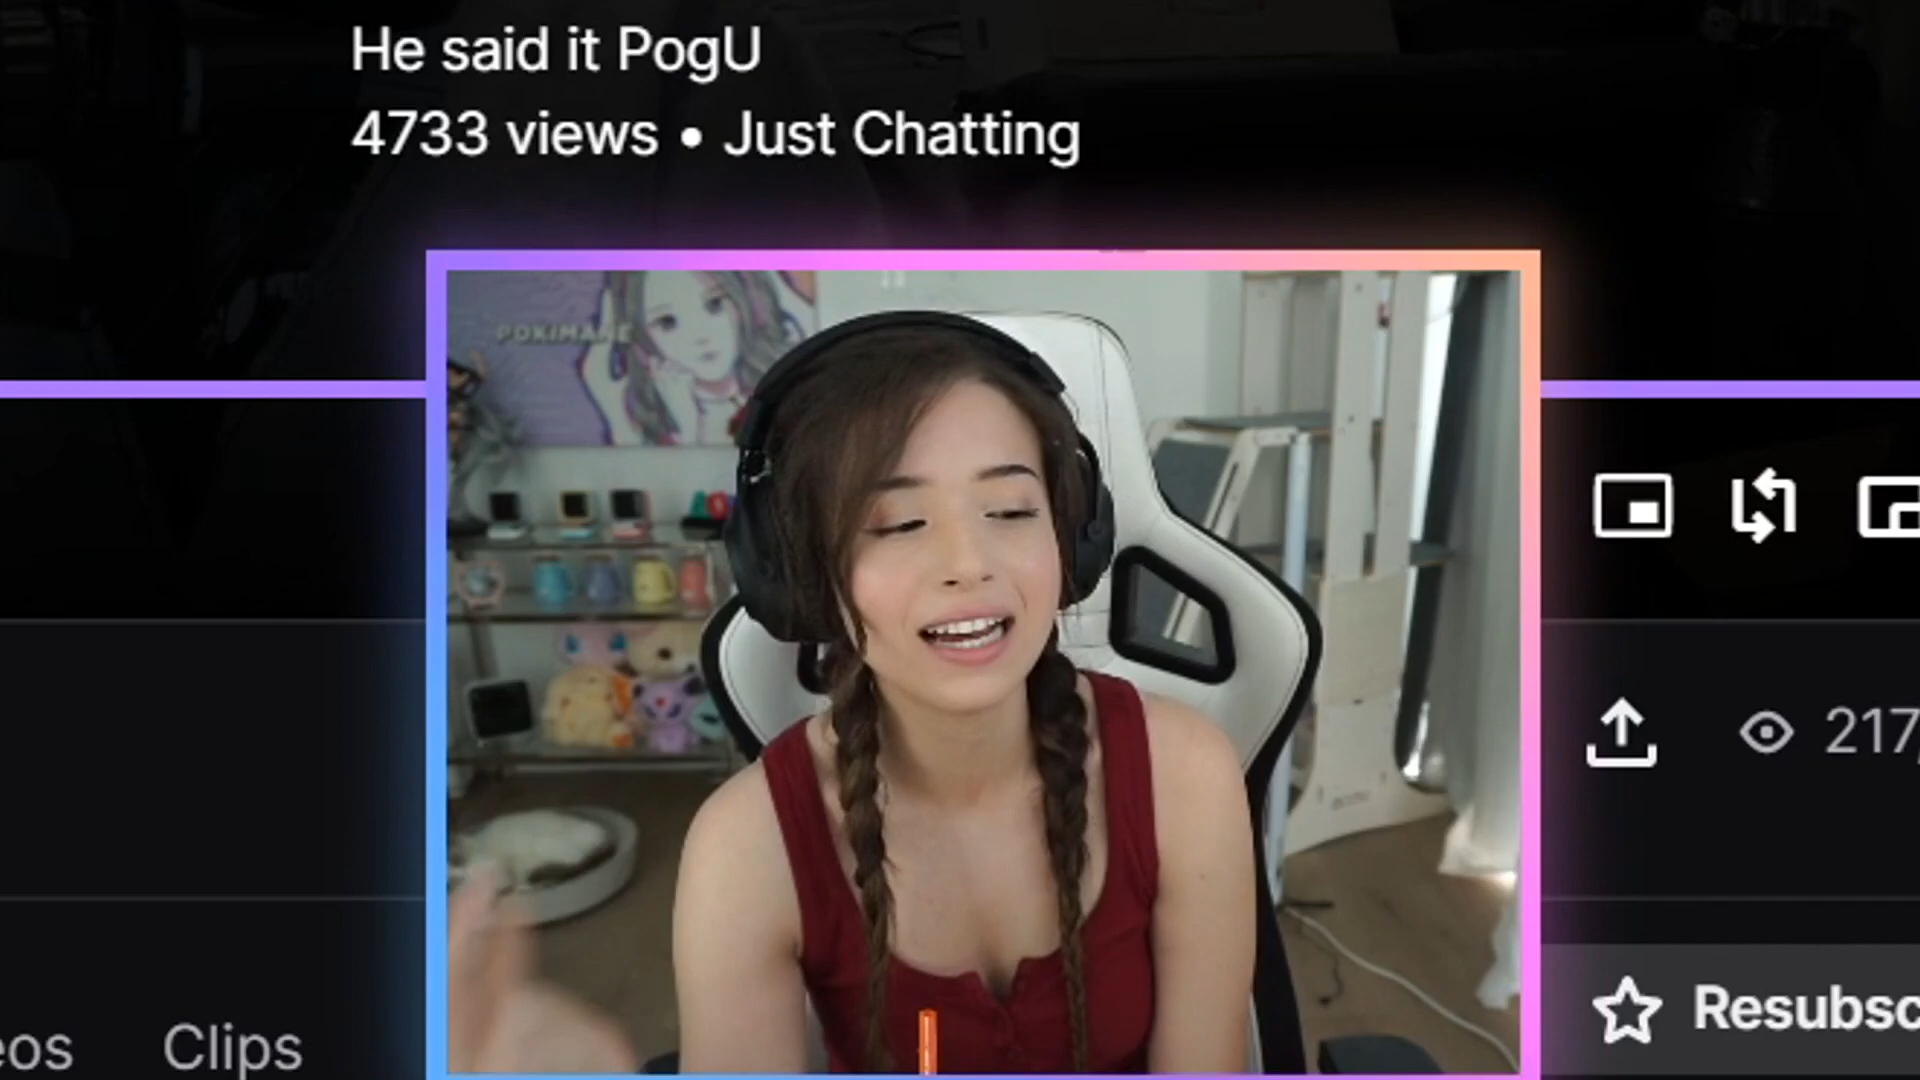 He said it PogU
4733 views • Just Chatting
POKIMANE
217,
Resubsc
eos Clips